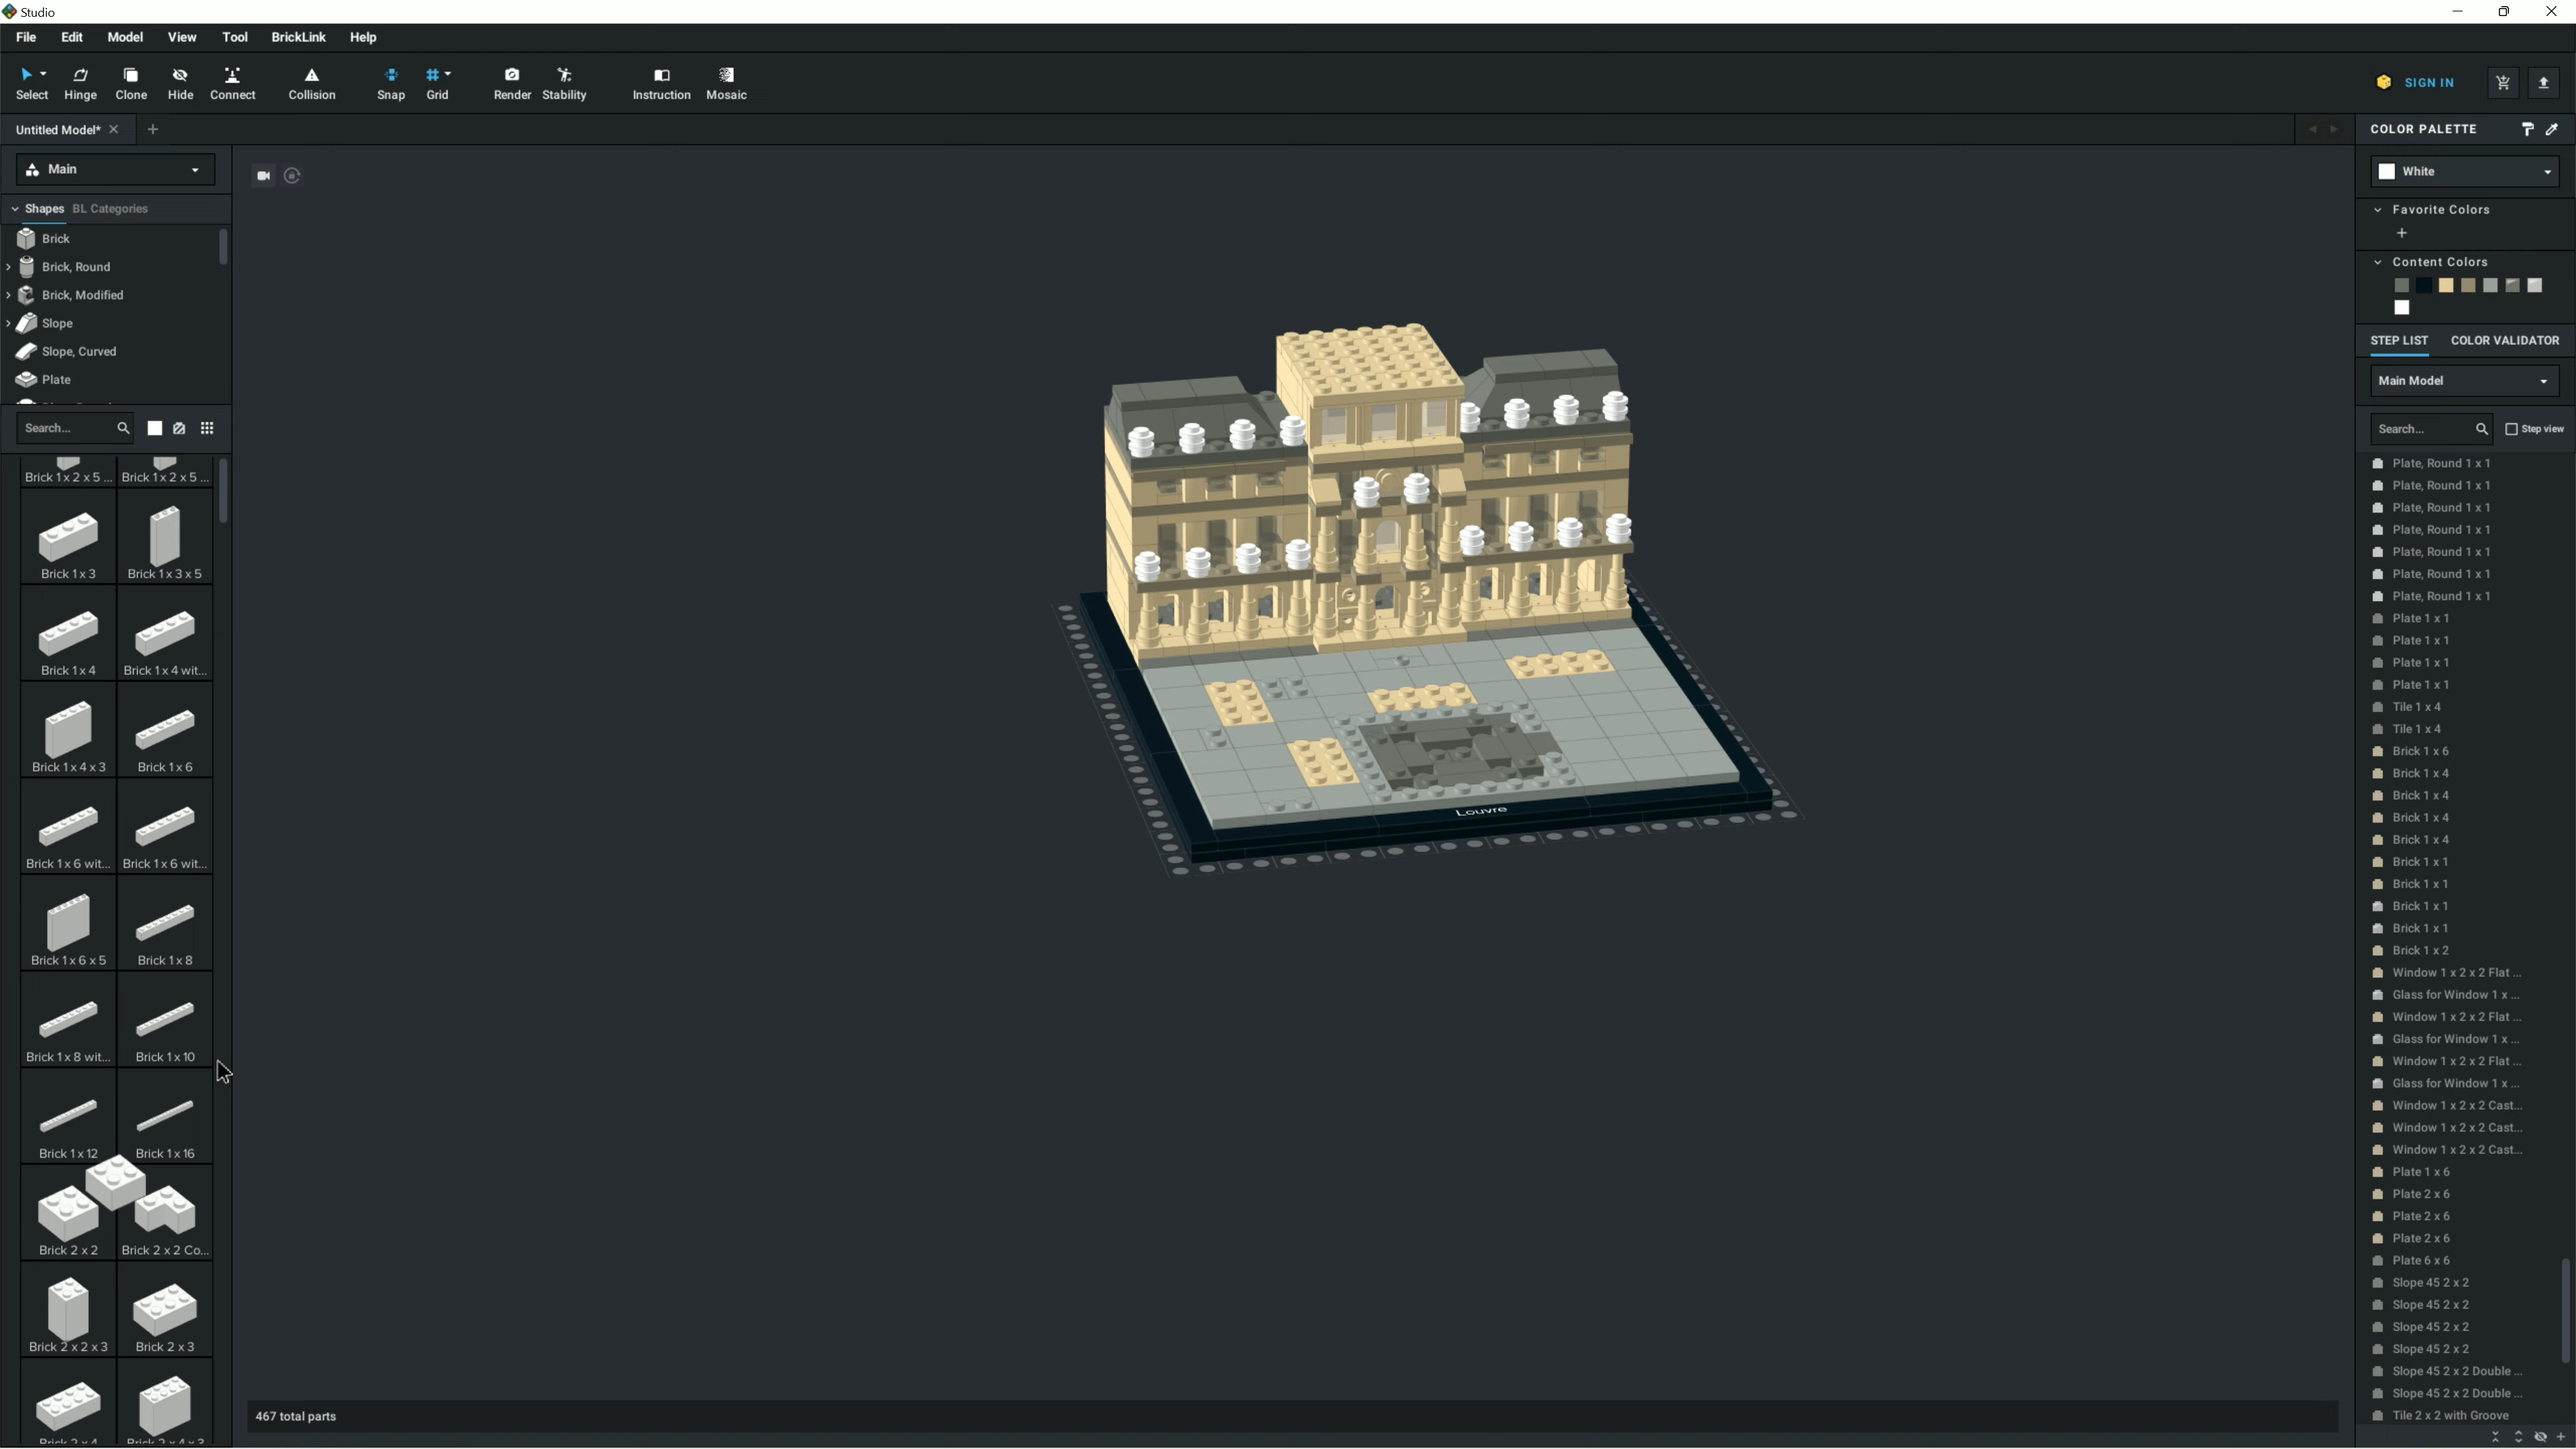 Studio
File Edit Model View Tool BrickLink Help
Select Hinge Clone Hide Connect Collision Snap Grid Render Stability Instruction Mosaic
SIGN IN
Untitled Model*
Main
Shapes BL Categories
Brick
Brick, Round
Brick, Modified
Slope
Slope, Curved
Plate
Search...
Brick 1 x 2 x 5 ... Brick 1 x 2 x 5 ...
Brick 1 x 3 Brick 1 x 3 x 5
Brick 1 x 4 Brick 1 x 4 wit...
Brick 1 x 4 x 3 Brick 1 x 6
Brick 1 x 6 wit... Brick 1 x 6 wit...
Brick 1 x 6 x 5 Brick 1 x 8
Brick 1 x 8 wit... Brick 1 x 10
Brick 1 x 12 Brick 1 x 16
Brick 2 x 2 Brick 2 x 2 Co...
Brick 2 x 2 x 3 Brick 2 x 3
Brick 2 x 4 Brick 2 x 4 x 3
Louvre
467 total parts
COLOR PALETTE
White
Favorite Colors
+
Content Colors
STEP LIST COLOR VALIDATOR
Main Model
Search... Step view
Plate, Round 1 x 1
Plate, Round 1 x 1
Plate, Round 1 x 1
Plate, Round 1 x 1
Plate, Round 1 x 1
Plate, Round 1 x 1
Plate, Round 1 x 1
Plate 1 x 1
Plate 1 x 1
Plate 1 x 1
Plate 1 x 1
Tile 1 x 4
Tile 1 x 4
Brick 1 x 6
Brick 1 x 4
Brick 1 x 4
Brick 1 x 4
Brick 1 x 4
Brick 1 x 1
Brick 1 x 1
Brick 1 x 1
Brick 1 x 1
Brick 1 x 2
Window 1 x 2 x 2 Flat ...
Glass for Window 1 x ...
Window 1 x 2 x 2 Flat ...
Glass for Window 1 x ...
Window 1 x 2 x 2 Flat ...
Glass for Window 1 x ...
Window 1 x 2 x 2 Cast...
Window 1 x 2 x 2 Cast...
Window 1 x 2 x 2 Cast...
Plate 1 x 6
Plate 2 x 6
Plate 2 x 6
Plate 2 x 6
Plate 6 x 6
Slope 45 2 x 2
Slope 45 2 x 2
Slope 45 2 x 2
Slope 45 2 x 2
Slope 45 2 x 2 Double ...
Slope 45 2 x 2 Double ...
Tile 2 x 2 with Groove